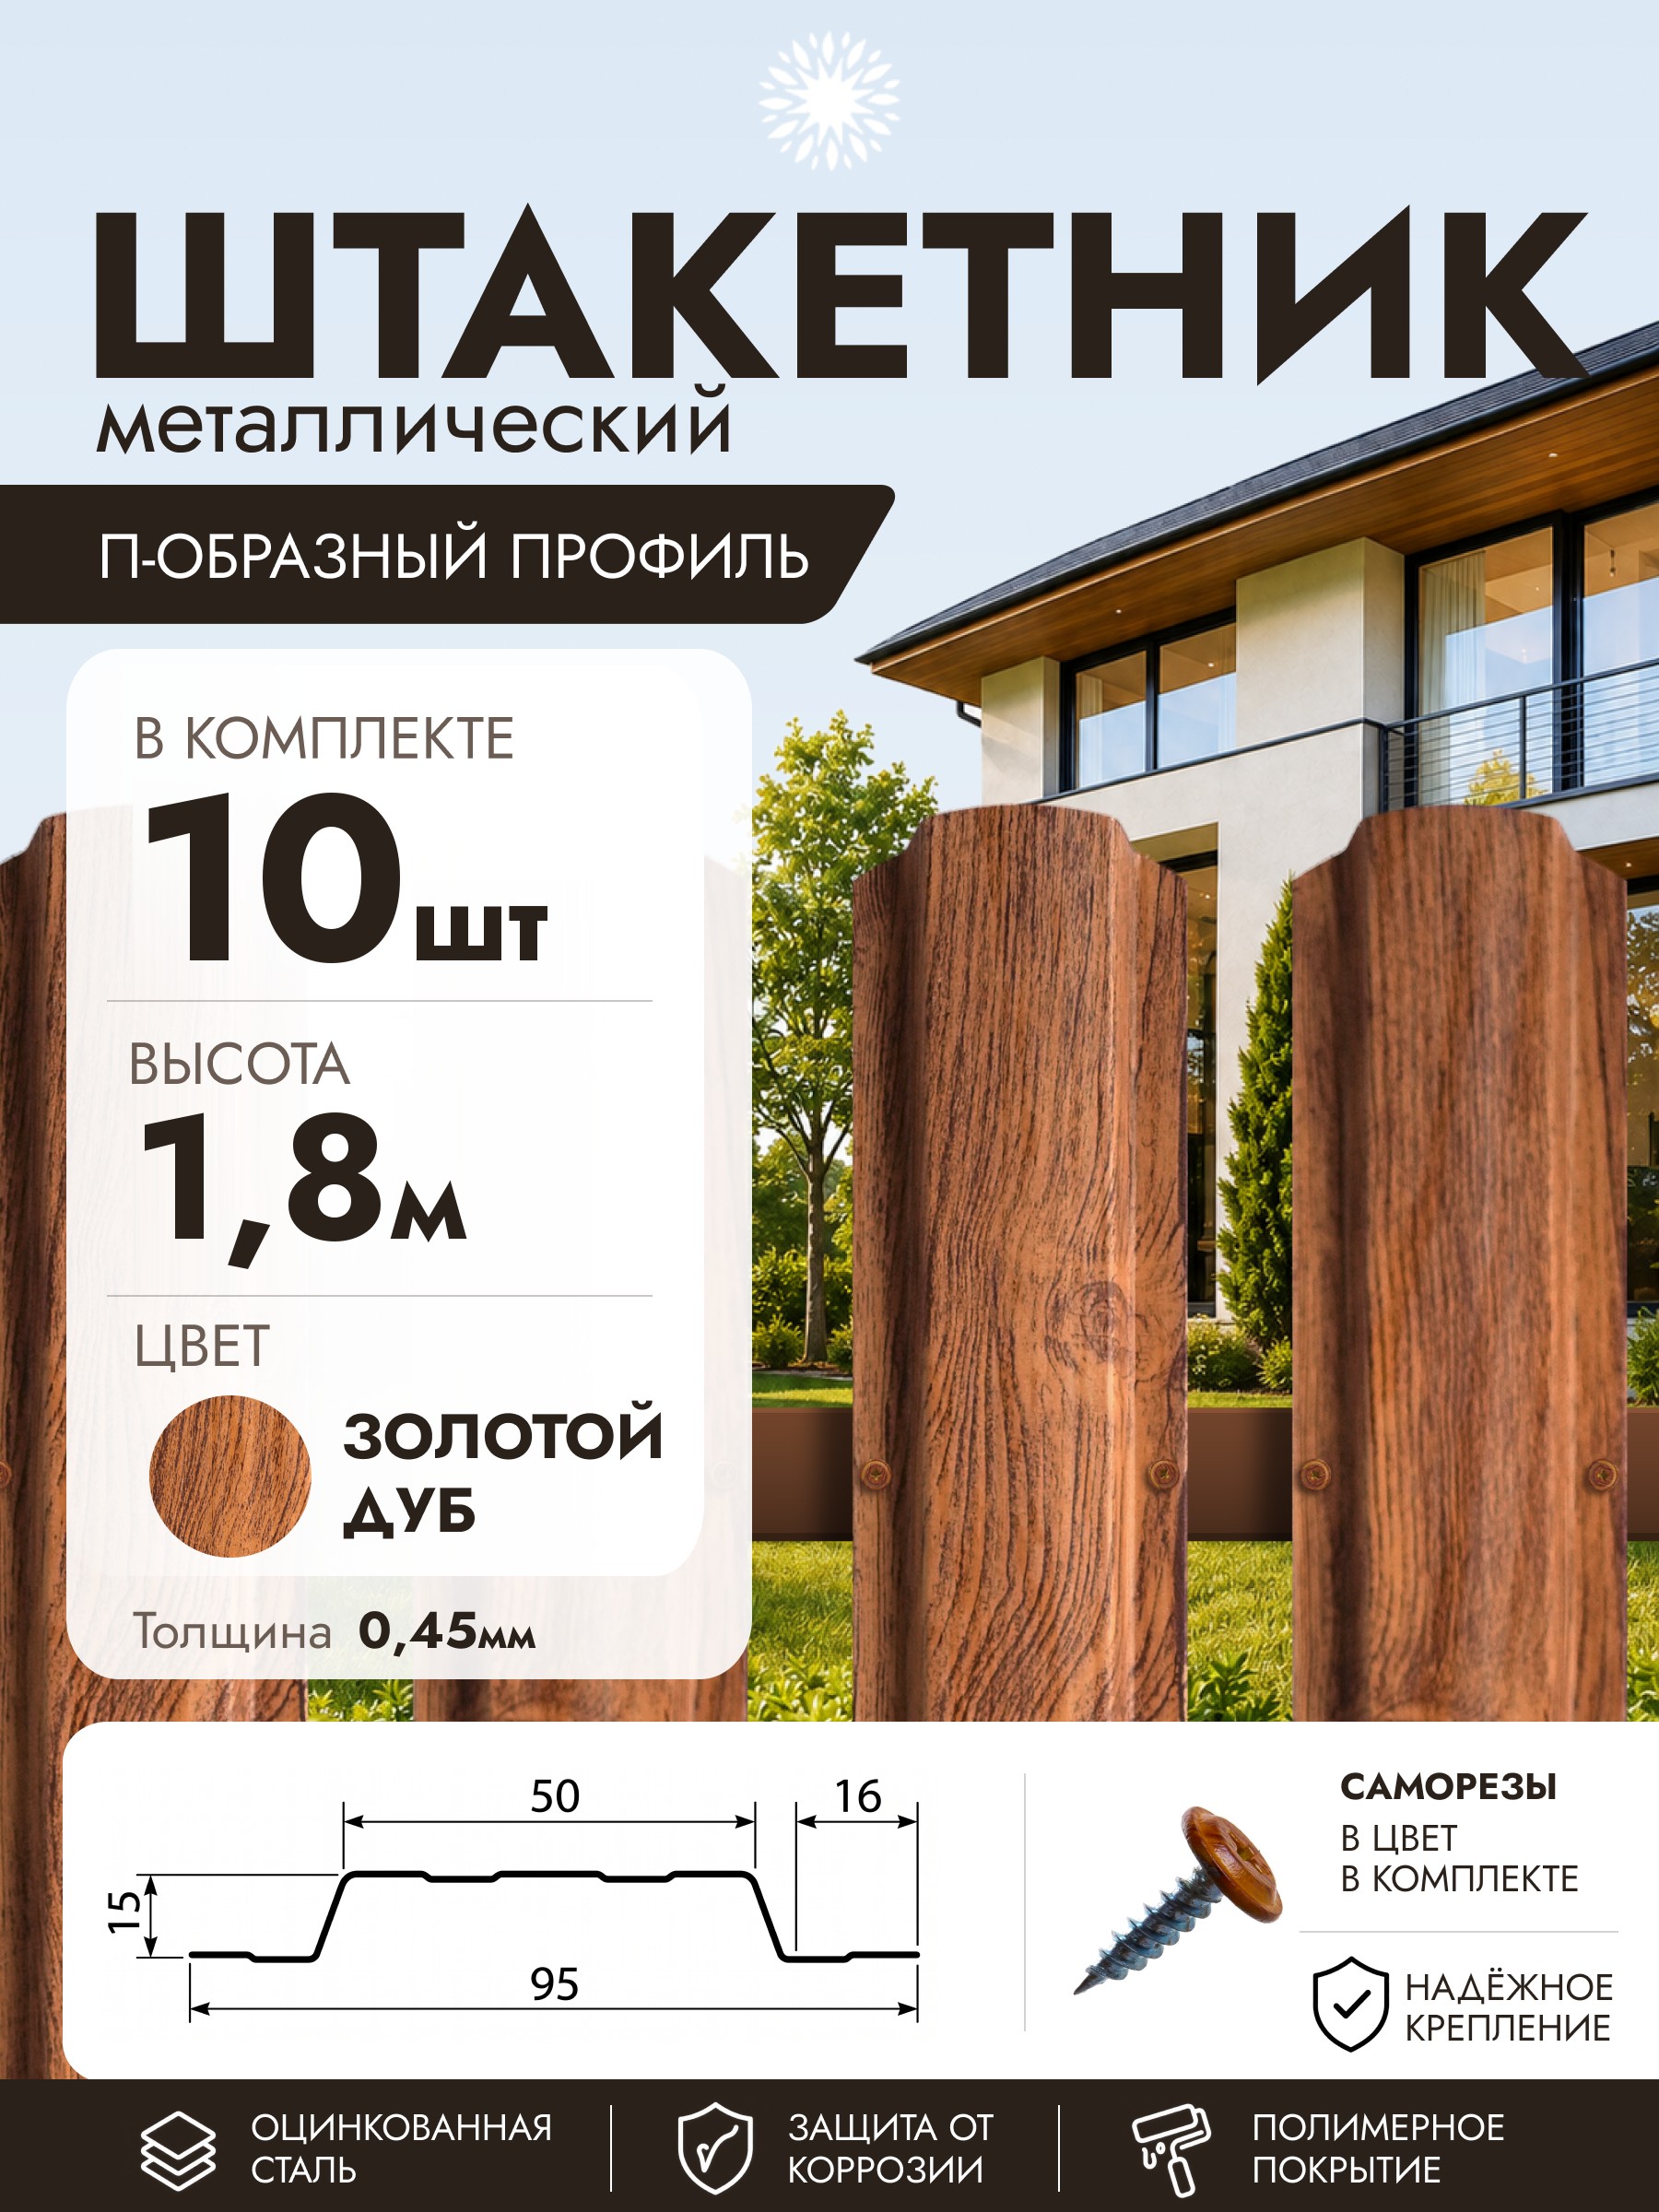 ШТАКЕТНИК
металлический
П-ОБРАЗНЫЙ ПРОФИЛЬ
В КОМПЛЕКТЕ
10шт
ВЫСОТА
1,8м
ЦВЕТ
ЗОЛОТОЙ
ДУБ
Толщина 0,45мм
50
16
15
95
САМОРЕЗЫ
В ЦВЕТ
В КОМПЛЕКТЕ
НАДЁЖНОЕ
КРЕПЛЕНИЕ
ОЦИНКОВАННАЯ
СТАЛЬ
ЗАЩИТА ОТ
КОРРОЗИИ
ПОЛИМЕРНОЕ
ПОКРЫТИЕ